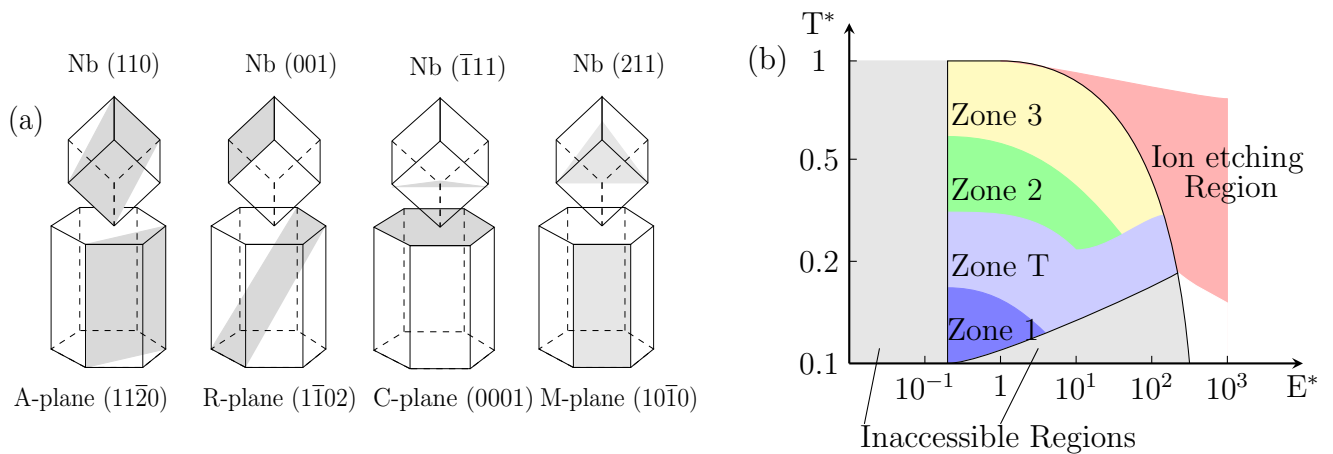 Nb (110) Nb (001) Nb (1̅11) Nb (211)
(a)
A-plane (112̅0) R-plane (11̅02) C-plane (0001) M-plane (101̅0)
(b)
T*
1
0.5
0.2
0.1
Zone 3
Zone 2
Zone T
Zone 1
Ion etching
Region
10⁻¹ 1 10¹ 10² 10³ E*
Inaccessible Regions